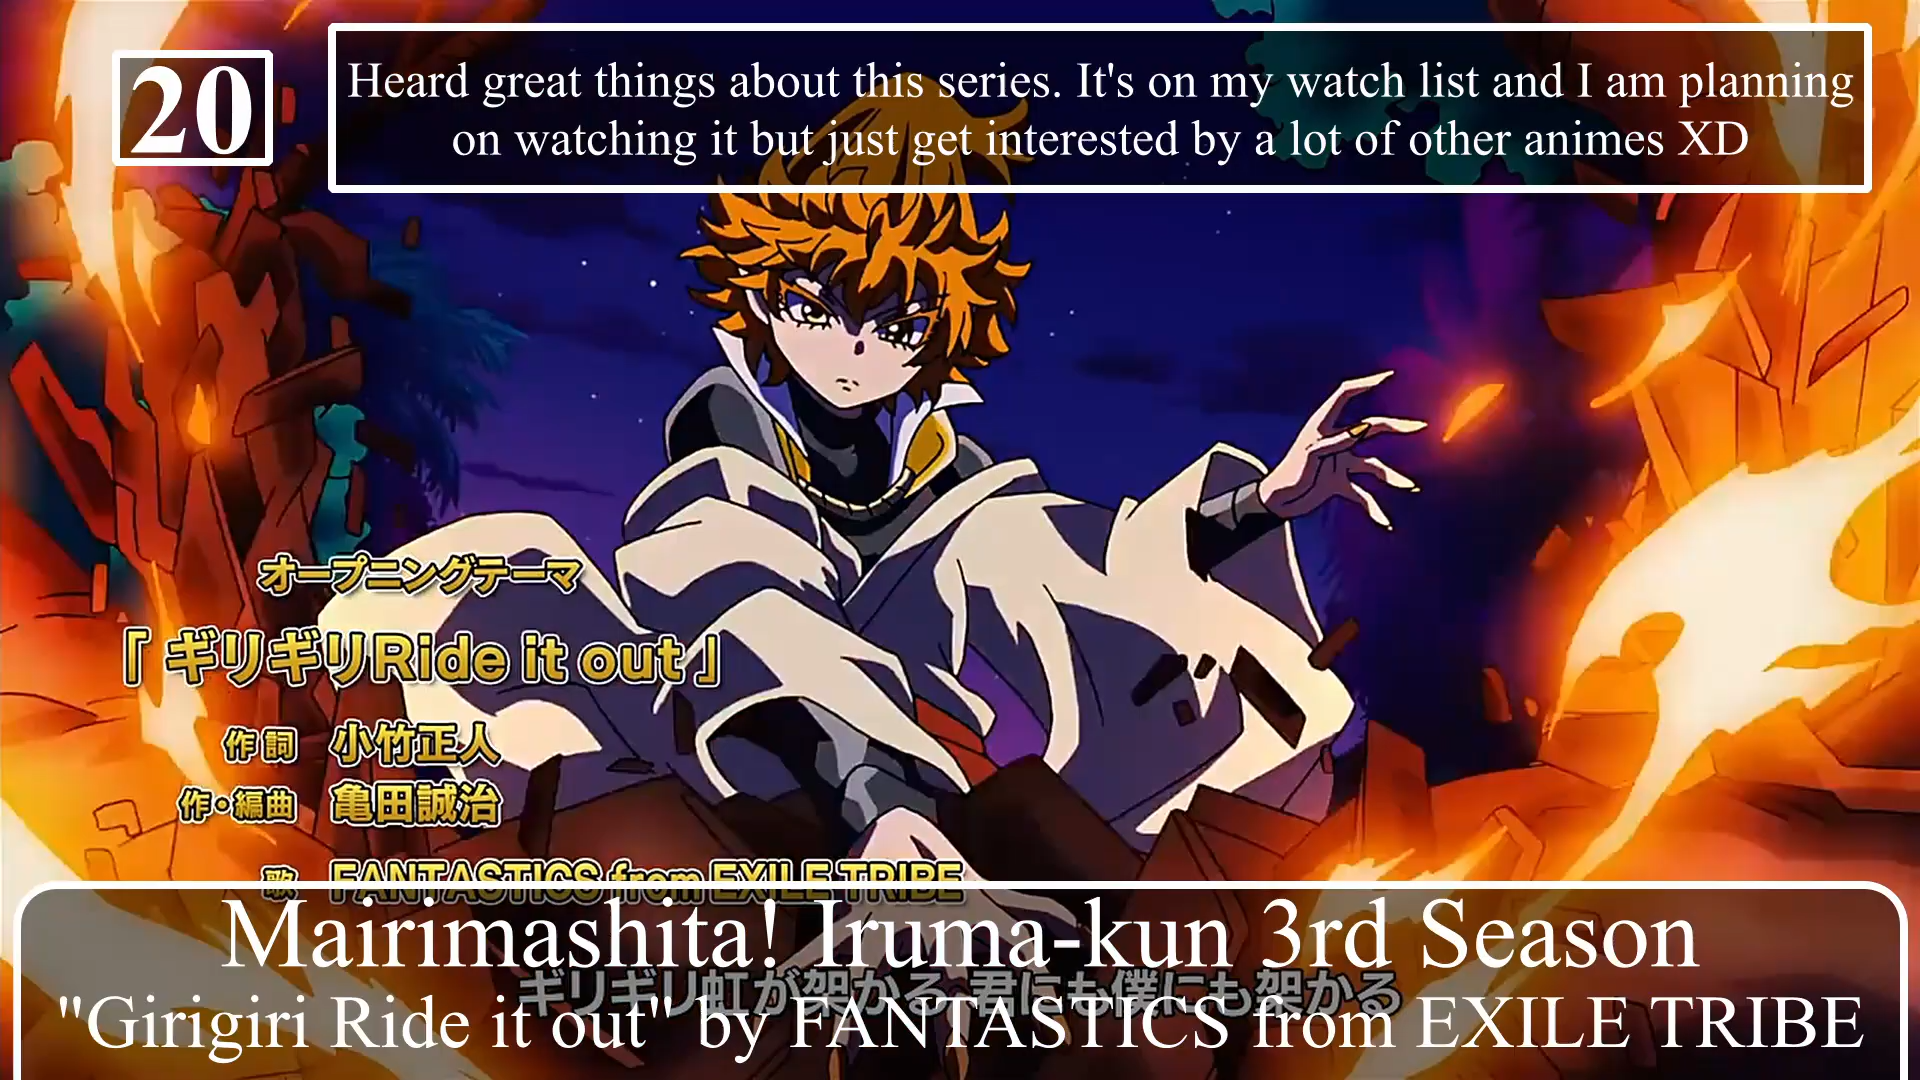 20
Heard great things about this series. It's on my watch list and I am planning
on watching it but just get interested by a lot of other animes XD
オープニングテーマ
「ギリギリRide it out」
作詞 小竹正人
作・編曲 亀田誠治
歌 FANTASTICS from EXILE TRIBE
Mairimashita! Iruma-kun 3rd Season
ギリギリ虹が架かる 君にも僕にも架かる
"Girigiri Ride it out" by FANTASTICS from EXILE TRIBE